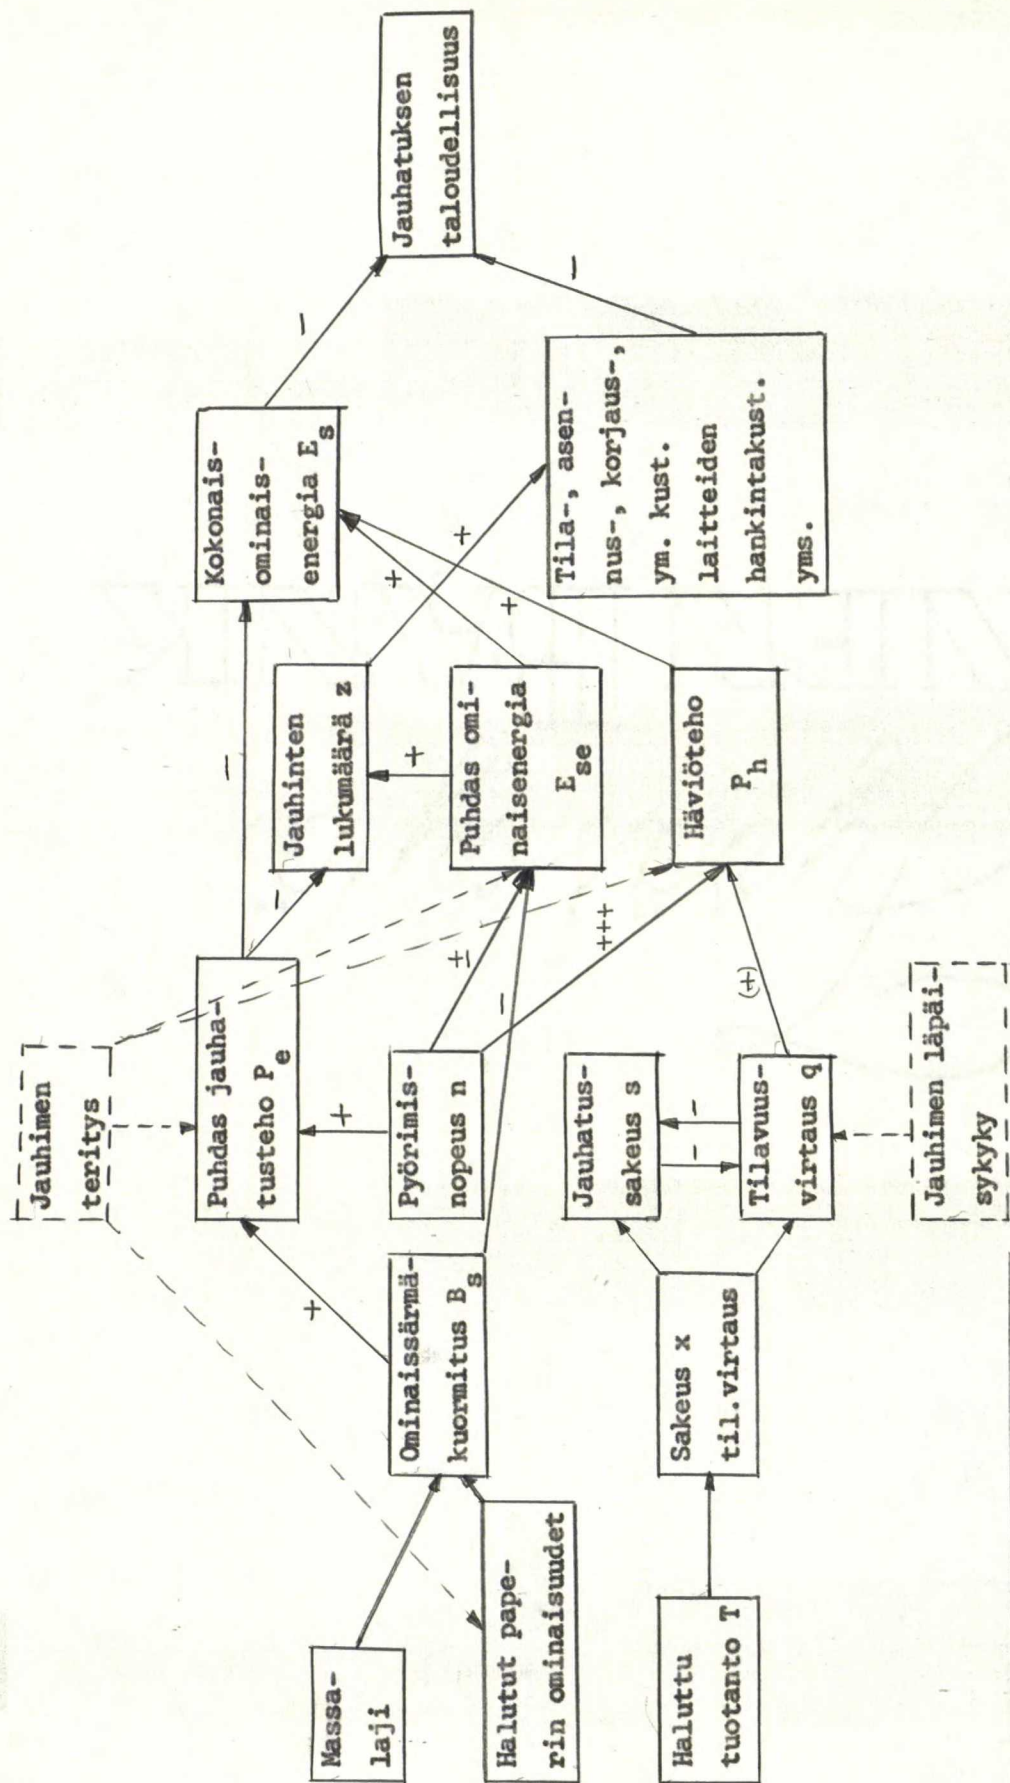 Jauhimen
teritys
Massa-
laji
Halutut pape-
rin ominaisuudet
Haluttu
tuotanto T
Ominaissärmä-
kuormitus B
s
Sakeus x
til.virtaus
+
Puhdas jauha-
tusteho P
e
+
Pyörimis-
nopeus n
Jauhatus-
sakeus s
-
-
Tilavuus-
virtaus q
Jauhimen läpäi-
sykyky
-
-
±
-
+++
(+)
Jauhinten
lukumäärä z
+
Puhdas omi-
naisenergia
E
se
Häviöteho
P
h
+
+
+
Kokonais-
ominais-
energia E
s
Tila-, asen-
nus-, korjaus-,
ym. kust.
laitteiden
hankintakust.
yms.
-
-
Jauhatuksen
taloudellisuus